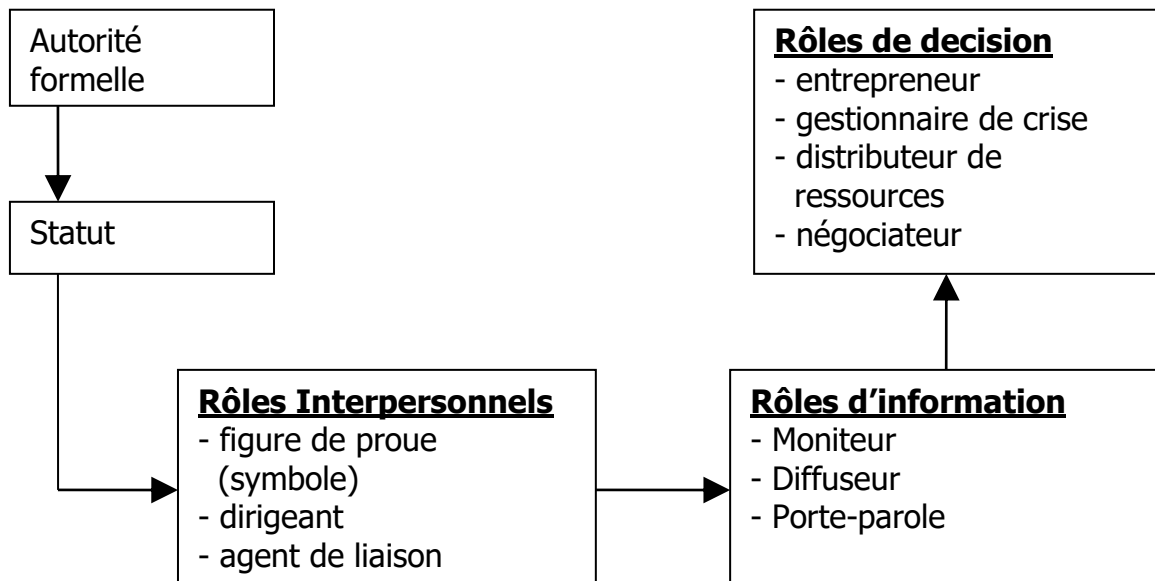 Autorité
formelle
Statut
Rôles Interpersonnels
- figure de proue
(symbole)
- dirigeant
- agent de liaison
Rôles d’information
- Moniteur
- Diffuseur
- Porte-parole
Rôles de decision
- entrepreneur
- gestionnaire de crise
- distributeur de
ressources
- négociateur